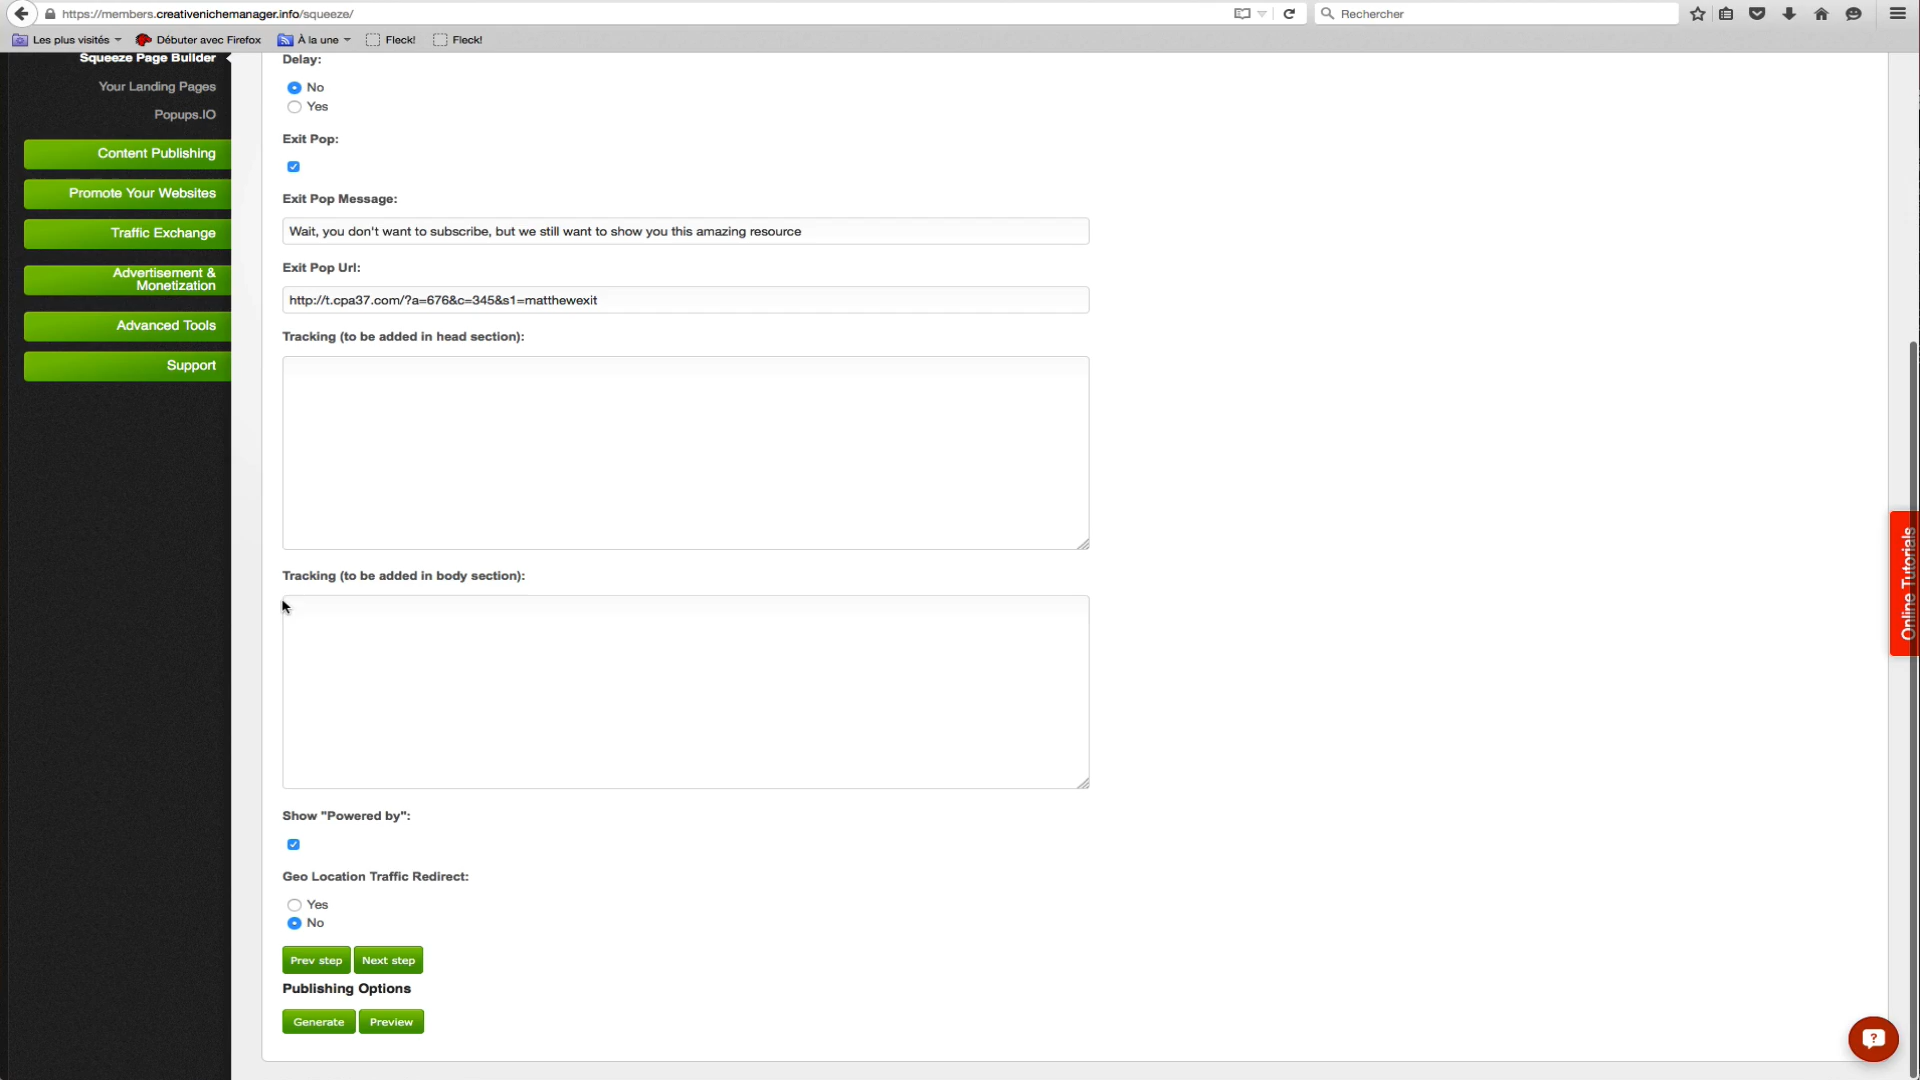 https://members.creativenichemanager.info/squeeze/
Rechercher
Les plus visités
Débuter avec Firefox
À la une
Fleck!
Fleck!
Squeeze Page Builder
Your Landing Pages
Popups.IO
Content Publishing
Promote Your Websites
Traffic Exchange
Advertisement &
Monetization
Advanced Tools
Support
Delay:
No
Yes
Exit Pop:
Exit Pop Message:
Wait, you don't want to subscribe, but we still want to show you this amazing resource
Exit Pop Url:
http://t.cpa37.com/?a=676&c=345&s1=matthewexit
Tracking (to be added in head section):
Tracking (to be added in body section):
Show "Powered by":
Geo Location Traffic Redirect:
Yes
No
Prev step
Next step
Publishing Options
Generate
Preview
Online Tutorials
?